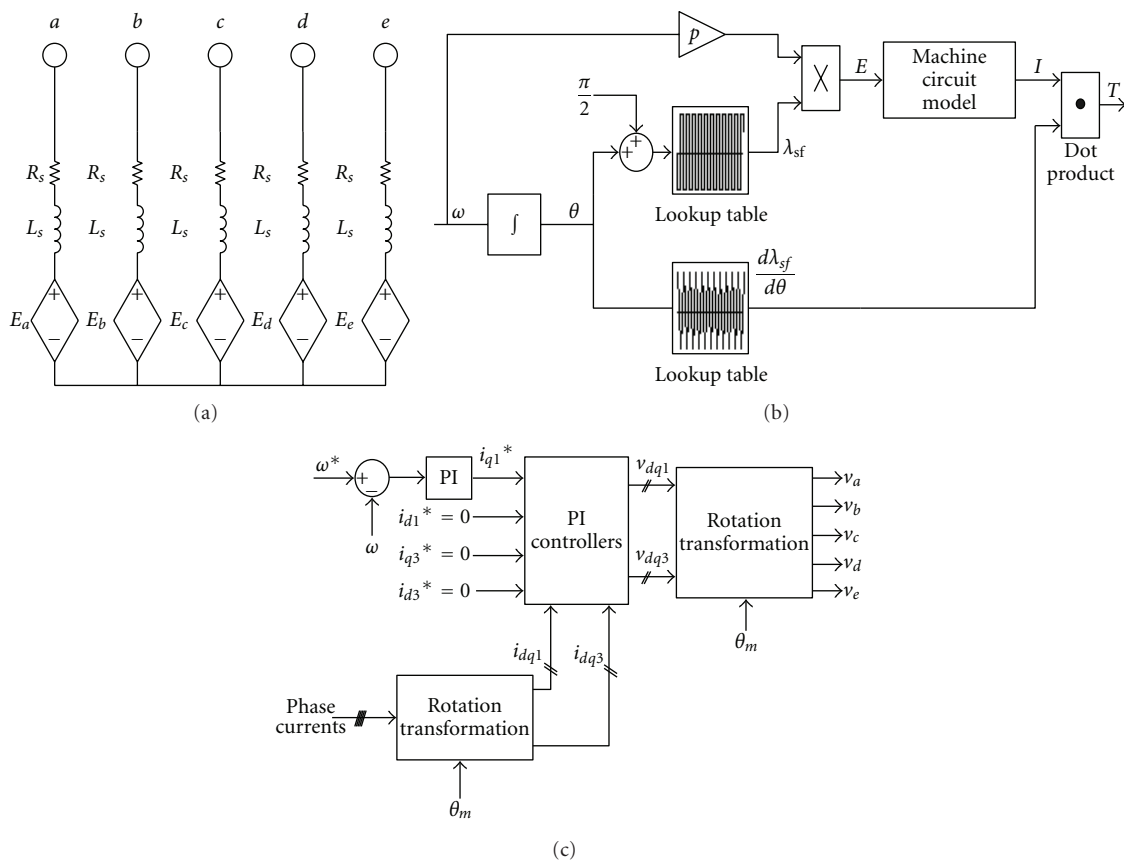 a b c d e
R_s R_s R_s R_s R_s
L_s L_s L_s L_s L_s
+ + + + +
E_a E_b E_c E_d E_e
− − − − −
(a)
p
π/2
+
+
×
E
Machine
circuit
model
I
•
T
Dot
product
λ_sf
Lookup table
ω
∫
θ
dλ_sf/dθ
Lookup table
(b)
ω*
+
−
ω
PI
i_q1*
i_d1* = 0
i_q3* = 0
i_d3* = 0
PI
controllers
v_dq1
v_dq3
Rotation
transformation
v_a
v_b
v_c
v_d
v_e
θ_m
i_dq1
i_dq3
Phase
currents
Rotation
transformation
θ_m
(c)